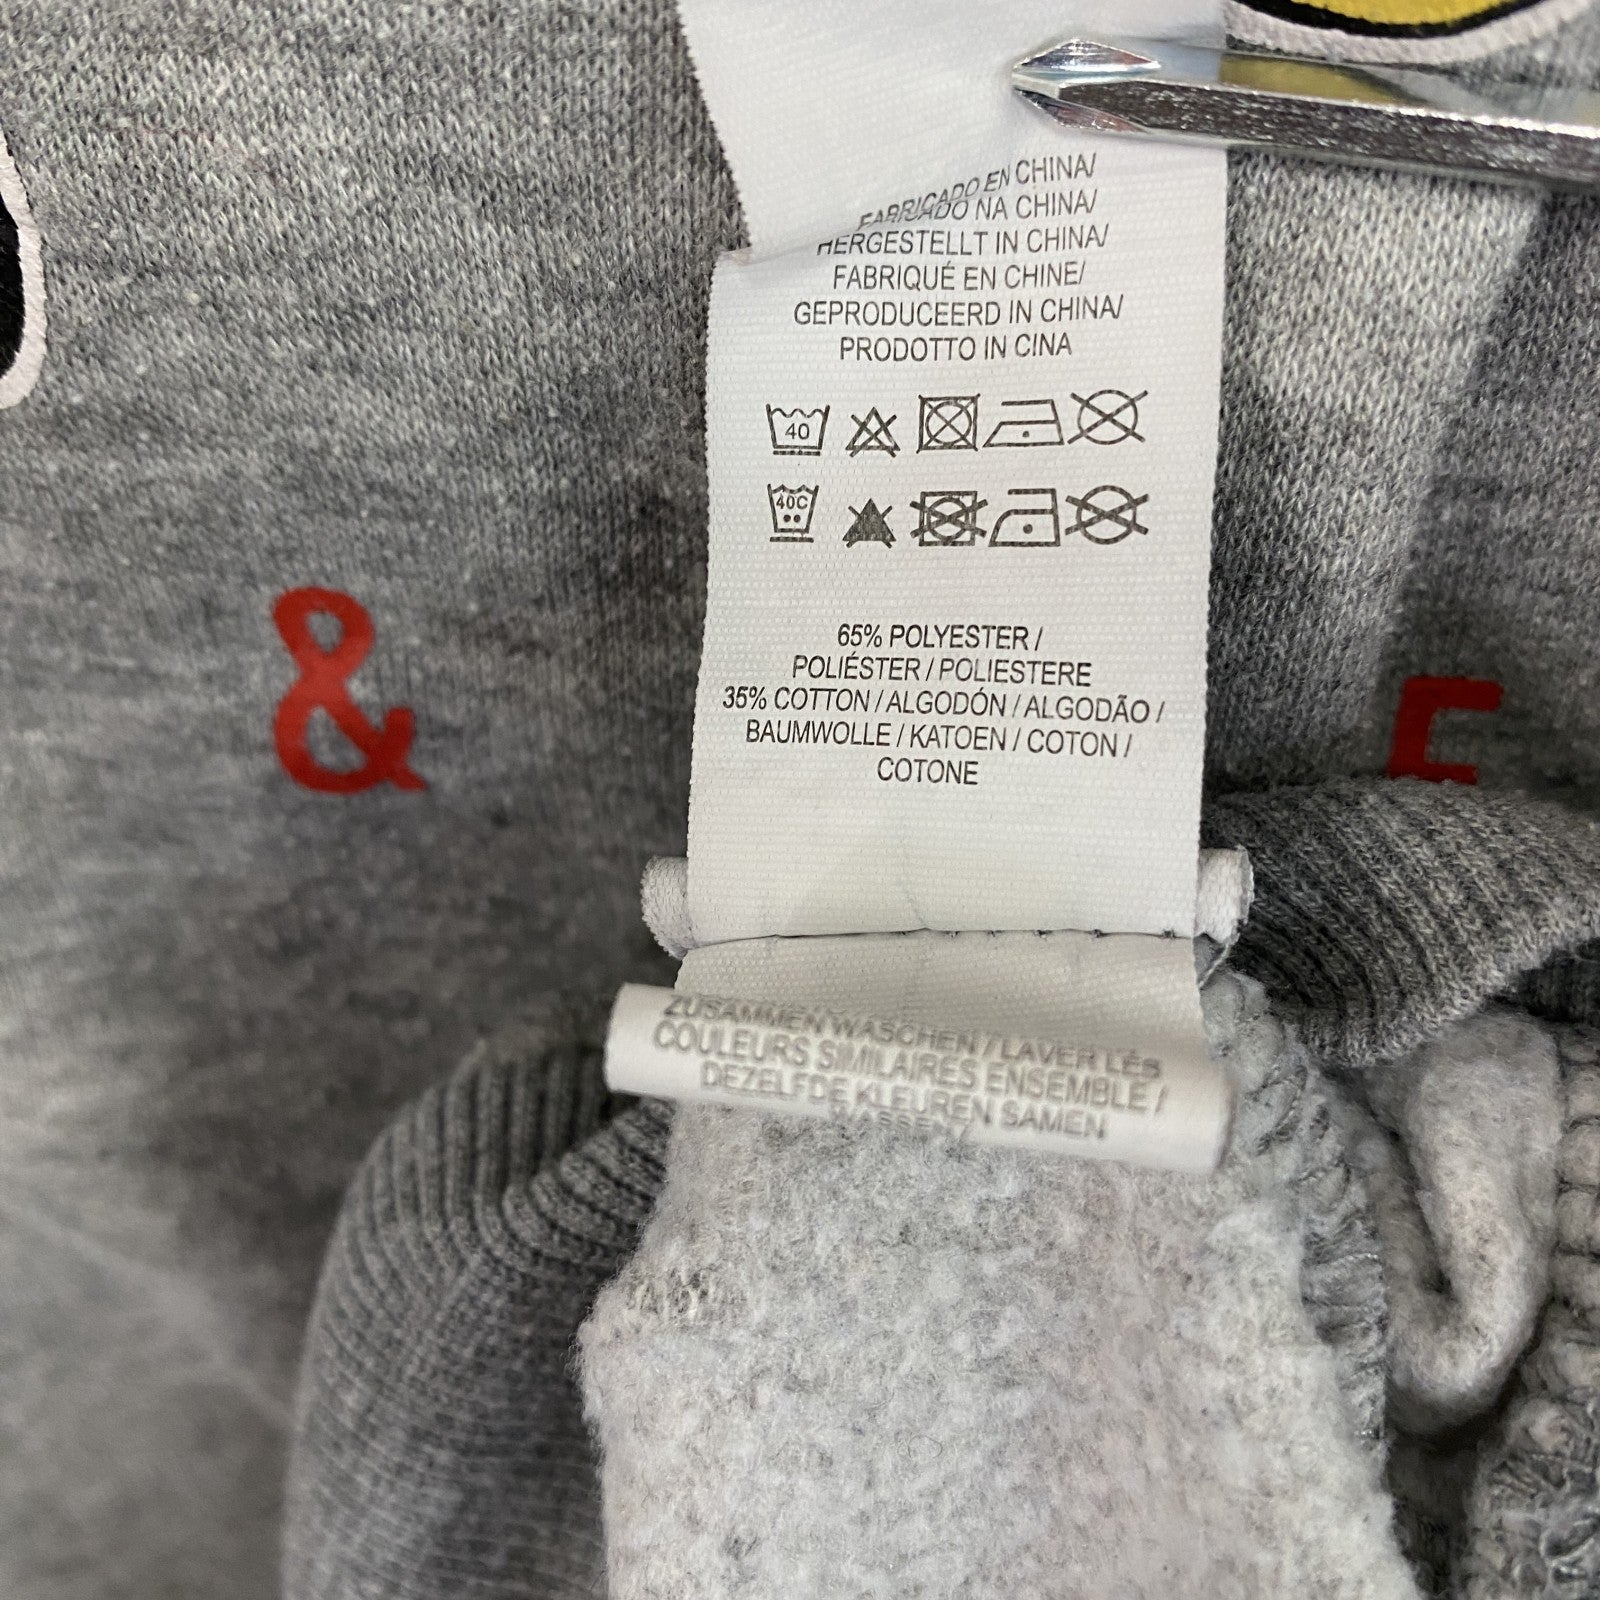 FABRICADO EN CHINA/
FABRICADO NA CHINA/
HERGESTELLT IN CHINA/
FABRIQUÉ EN CHINE/
GEPRODUCEERD IN CHINA/
PRODOTTO IN CINA
40
40C
65% POLYESTER /
POLIÉSTER / POLIESTERE
35% COTTON / ALGODÓN / ALGODÃO /
BAUMWOLLE / KATOEN / COTON /
COTONE
&
ZUSAMMEN WASCHEN / LAVER LES
COULEURS SIMILAIRES ENSEMBLE /
DEZELFDE KLEUREN SAMEN
WASSEN /